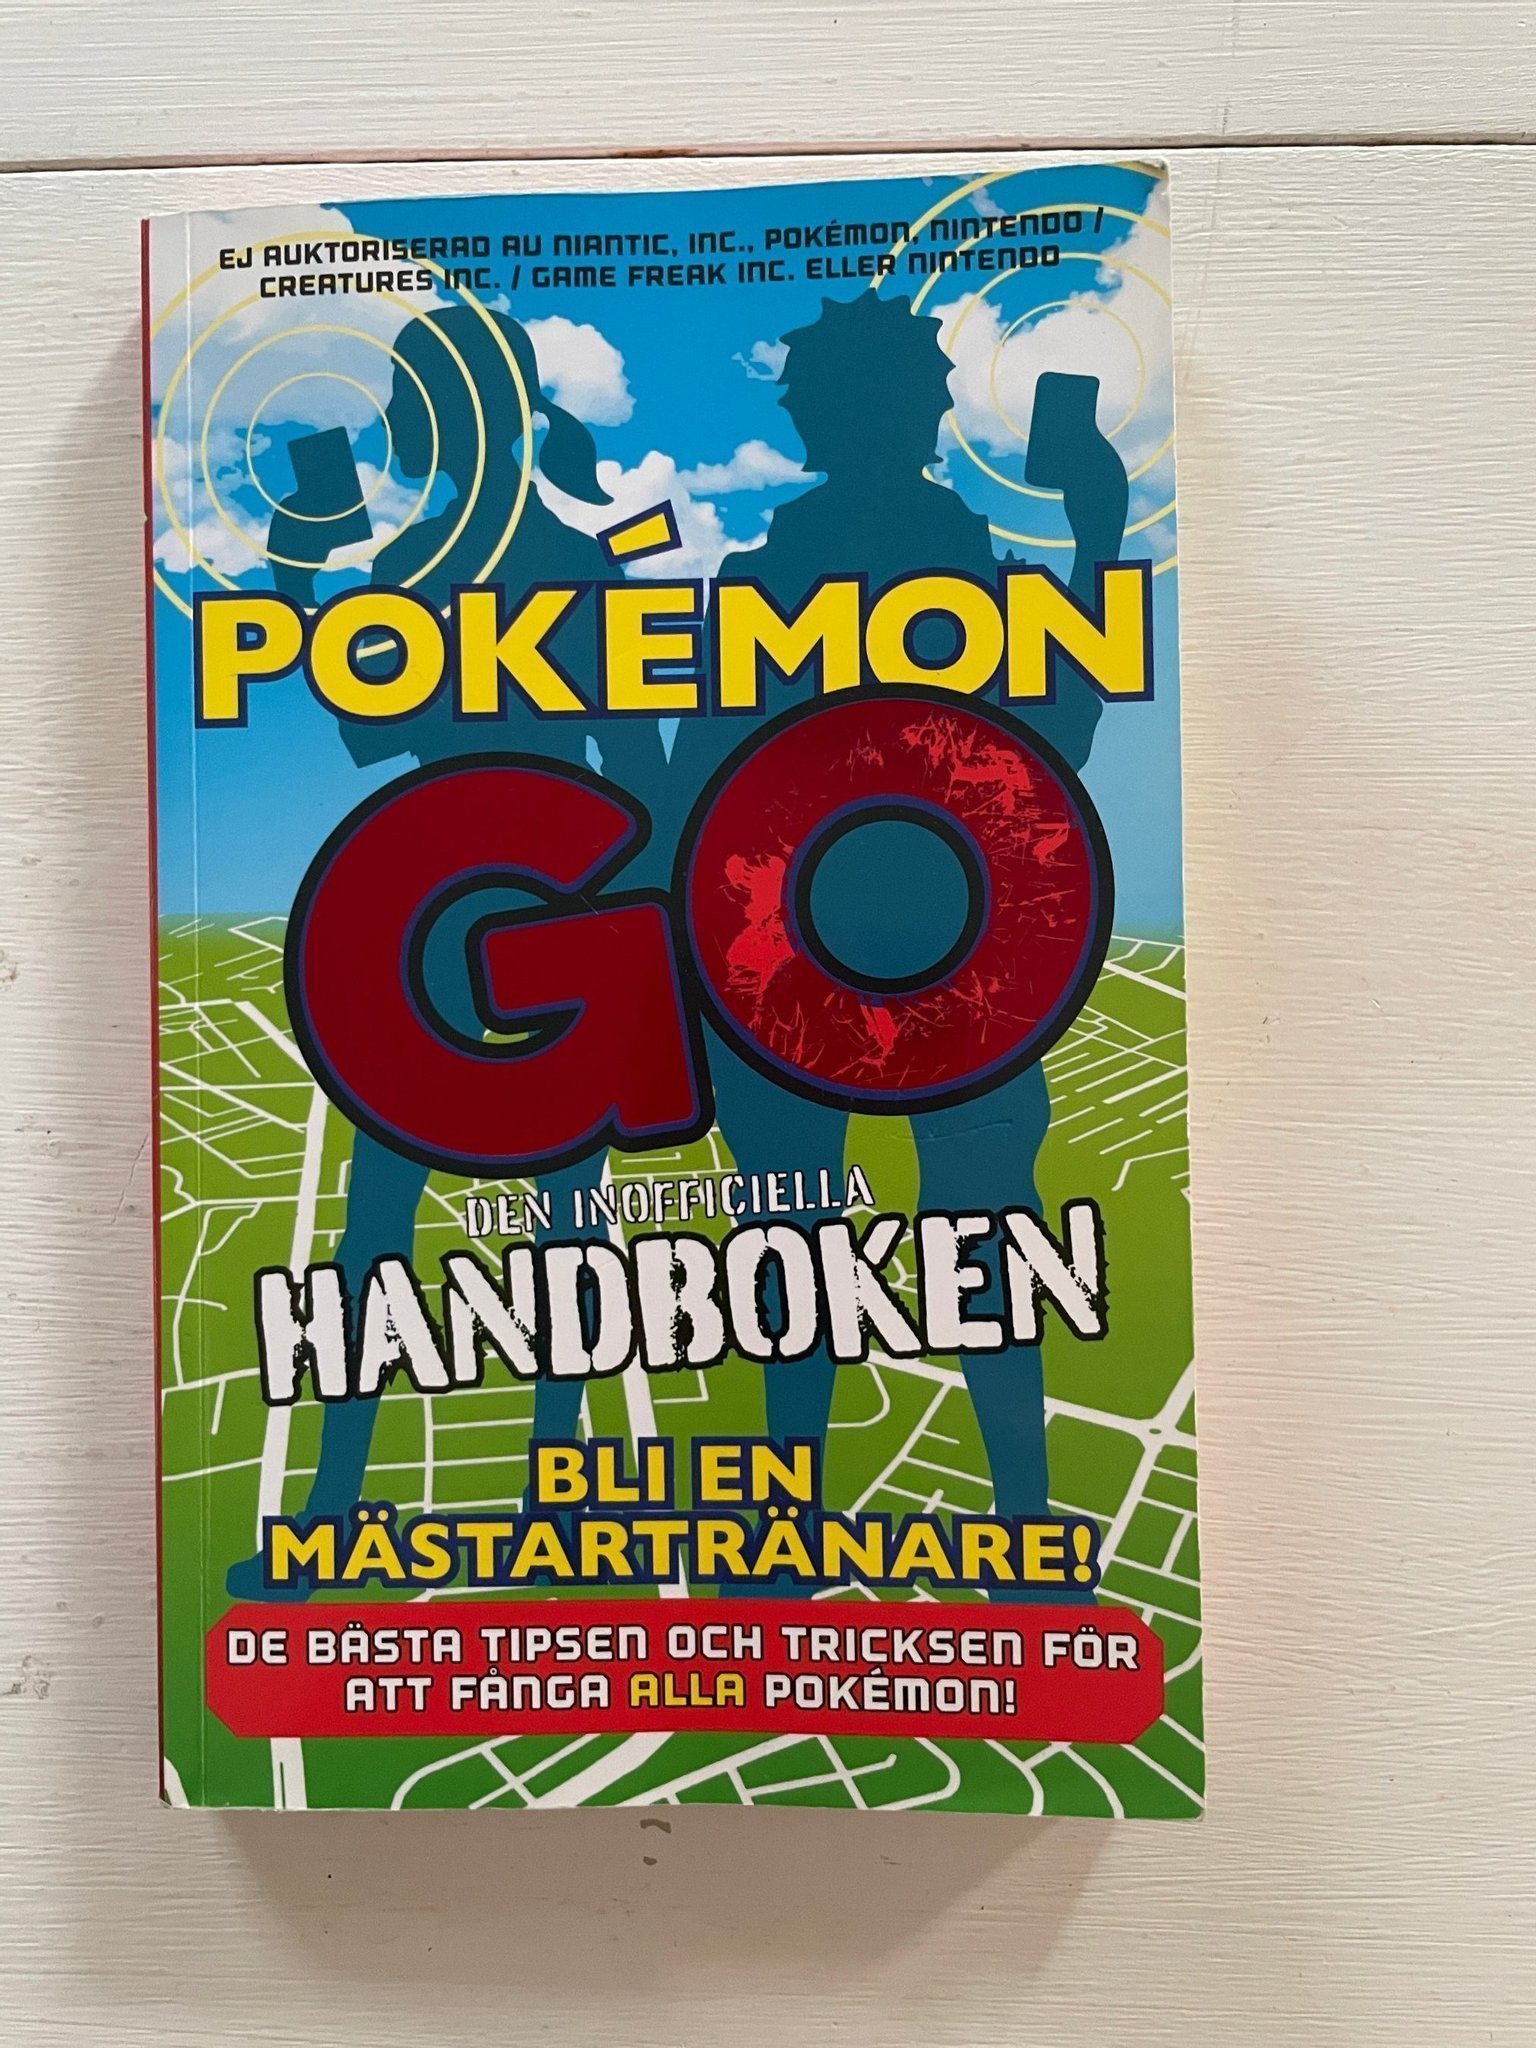 EJ AUKTORISERAD AV NIANTIC, INC., POKÉMON, NINTENDO /
CREATURES INC. / GAME FREAK INC. ELLER NINTENDO
POKÉMON
GO
DEN INOFFICIELLA
HANDBOKEN
BLI EN
MÄSTARTRÄNARE!
DE BÄSTA TIPSEN OCH TRICKSEN FÖR
ATT FÅNGA ALLA POKÉMON!